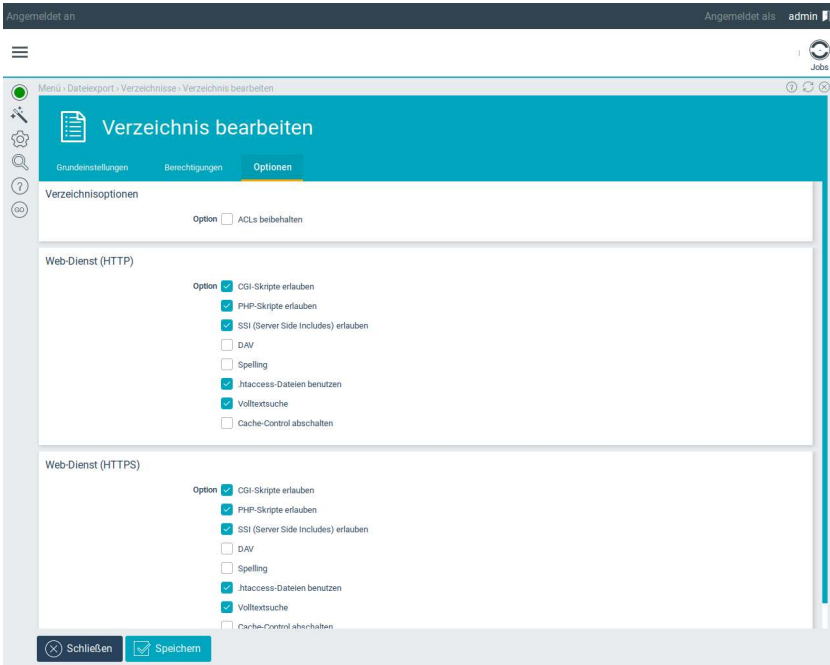 Angemeldet an
Angemeldet als admin
Jobs
Menü › Dateiexport › Verzeichnisse › Verzeichnis bearbeiten
Verzeichnis bearbeiten
Grundeinstellungen Berechtigungen Optionen
Verzeichnisoptionen
Option ACLs beibehalten
Web-Dienst (HTTP)
Option CGI-Skripte erlauben
PHP-Skripte erlauben
SSI (Server Side Includes) erlauben
DAV
Spelling
.htaccess-Dateien benutzen
Volltextsuche
Cache-Control abschalten
GO
Web-Dienst (HTTPS)
Option CGI-Skripte erlauben
PHP-Skripte erlauben
SSI (Server Side Includes) erlauben
DAV
Spelling
.htaccess-Dateien benutzen
Volltextsuche
Cache-Control abschalten
Schließen Speichern